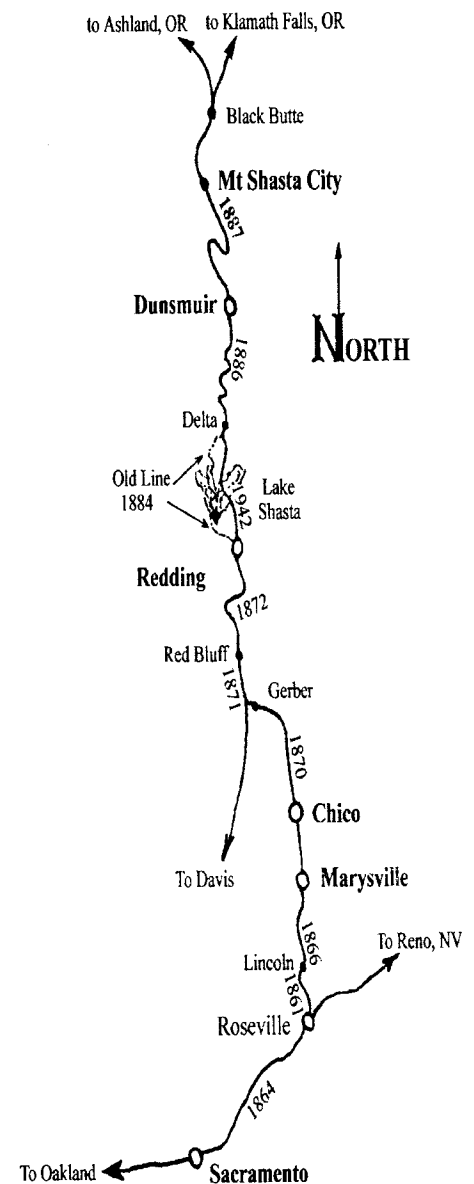 to Ashland, OR
to Klamath Falls, OR
Black Butte
Mt Shasta City
1887
Dunsmuir
NORTH
1886
Delta
Old Line
1884
Lake
Shasta
1942
Redding
1872
Red Bluff
1871
Gerber
1870
Chico
To Davis
Marysville
1866
To Reno, NV
Lincoln
1861
Roseville
1864
To Oakland
Sacramento